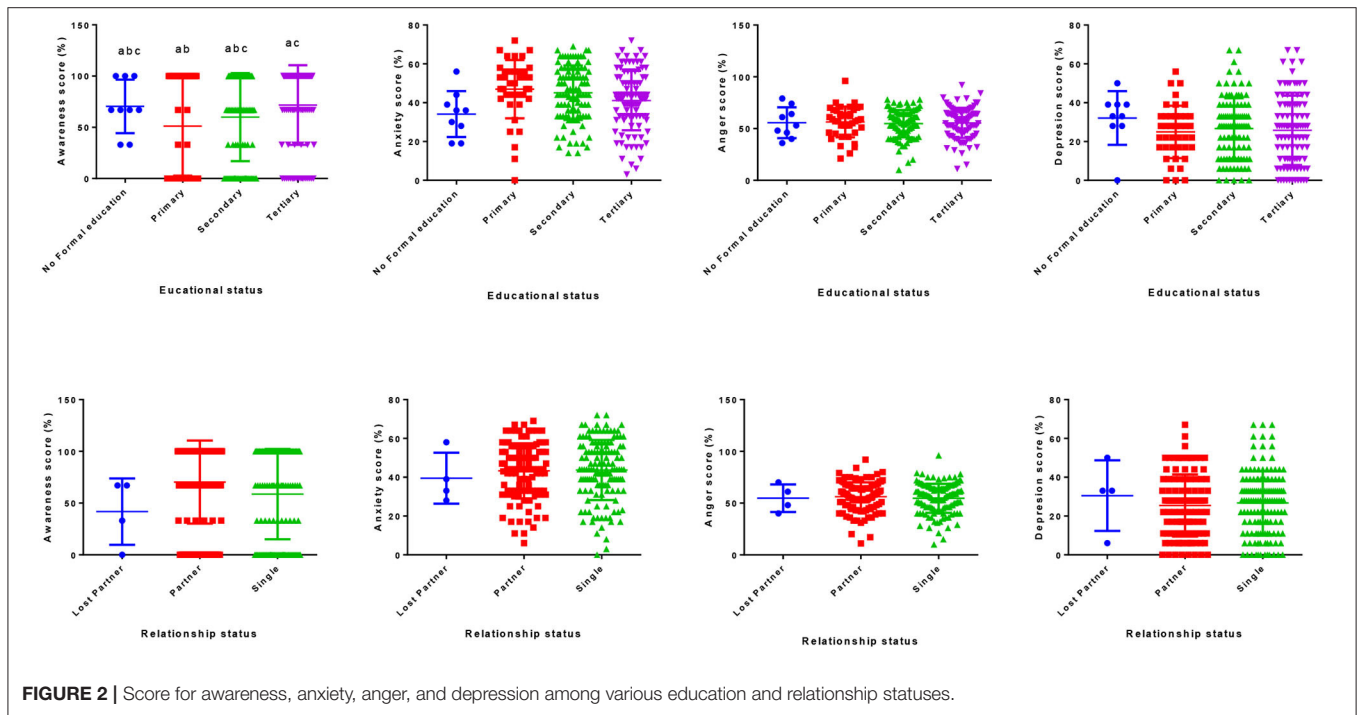 Awareness score (%)
150
100
50
0
abc
ab
abc
ac
No Formal education
Primary
Secondary
Tertiary
Eucational status
Anxiety score (%)
80
60
40
20
0
No Formal education
Primary
Secondary
Tertiary
Educational status
Anger score (%)
150
100
50
0
No Formal education
Primary
Secondary
Tertiary
Educational status
Depresion score (%)
80
60
40
20
0
No Formal education
Primary
Secondary
Tertiary
Educational status
Awareness score (%)
150
100
50
0
Lost Partner
Partner
Single
Relationship status
Anxiety score (%)
80
60
40
20
0
Lost Partner
Partner
Single
Relationship status
Anger score (%)
150
100
50
0
Lost Partner
Partner
Single
Relationship status
Depresion score (%)
80
60
40
20
0
Lost Partner
Partner
Single
Relationship status
FIGURE 2 | Score for awareness, anxiety, anger, and depression among various education and relationship statuses.